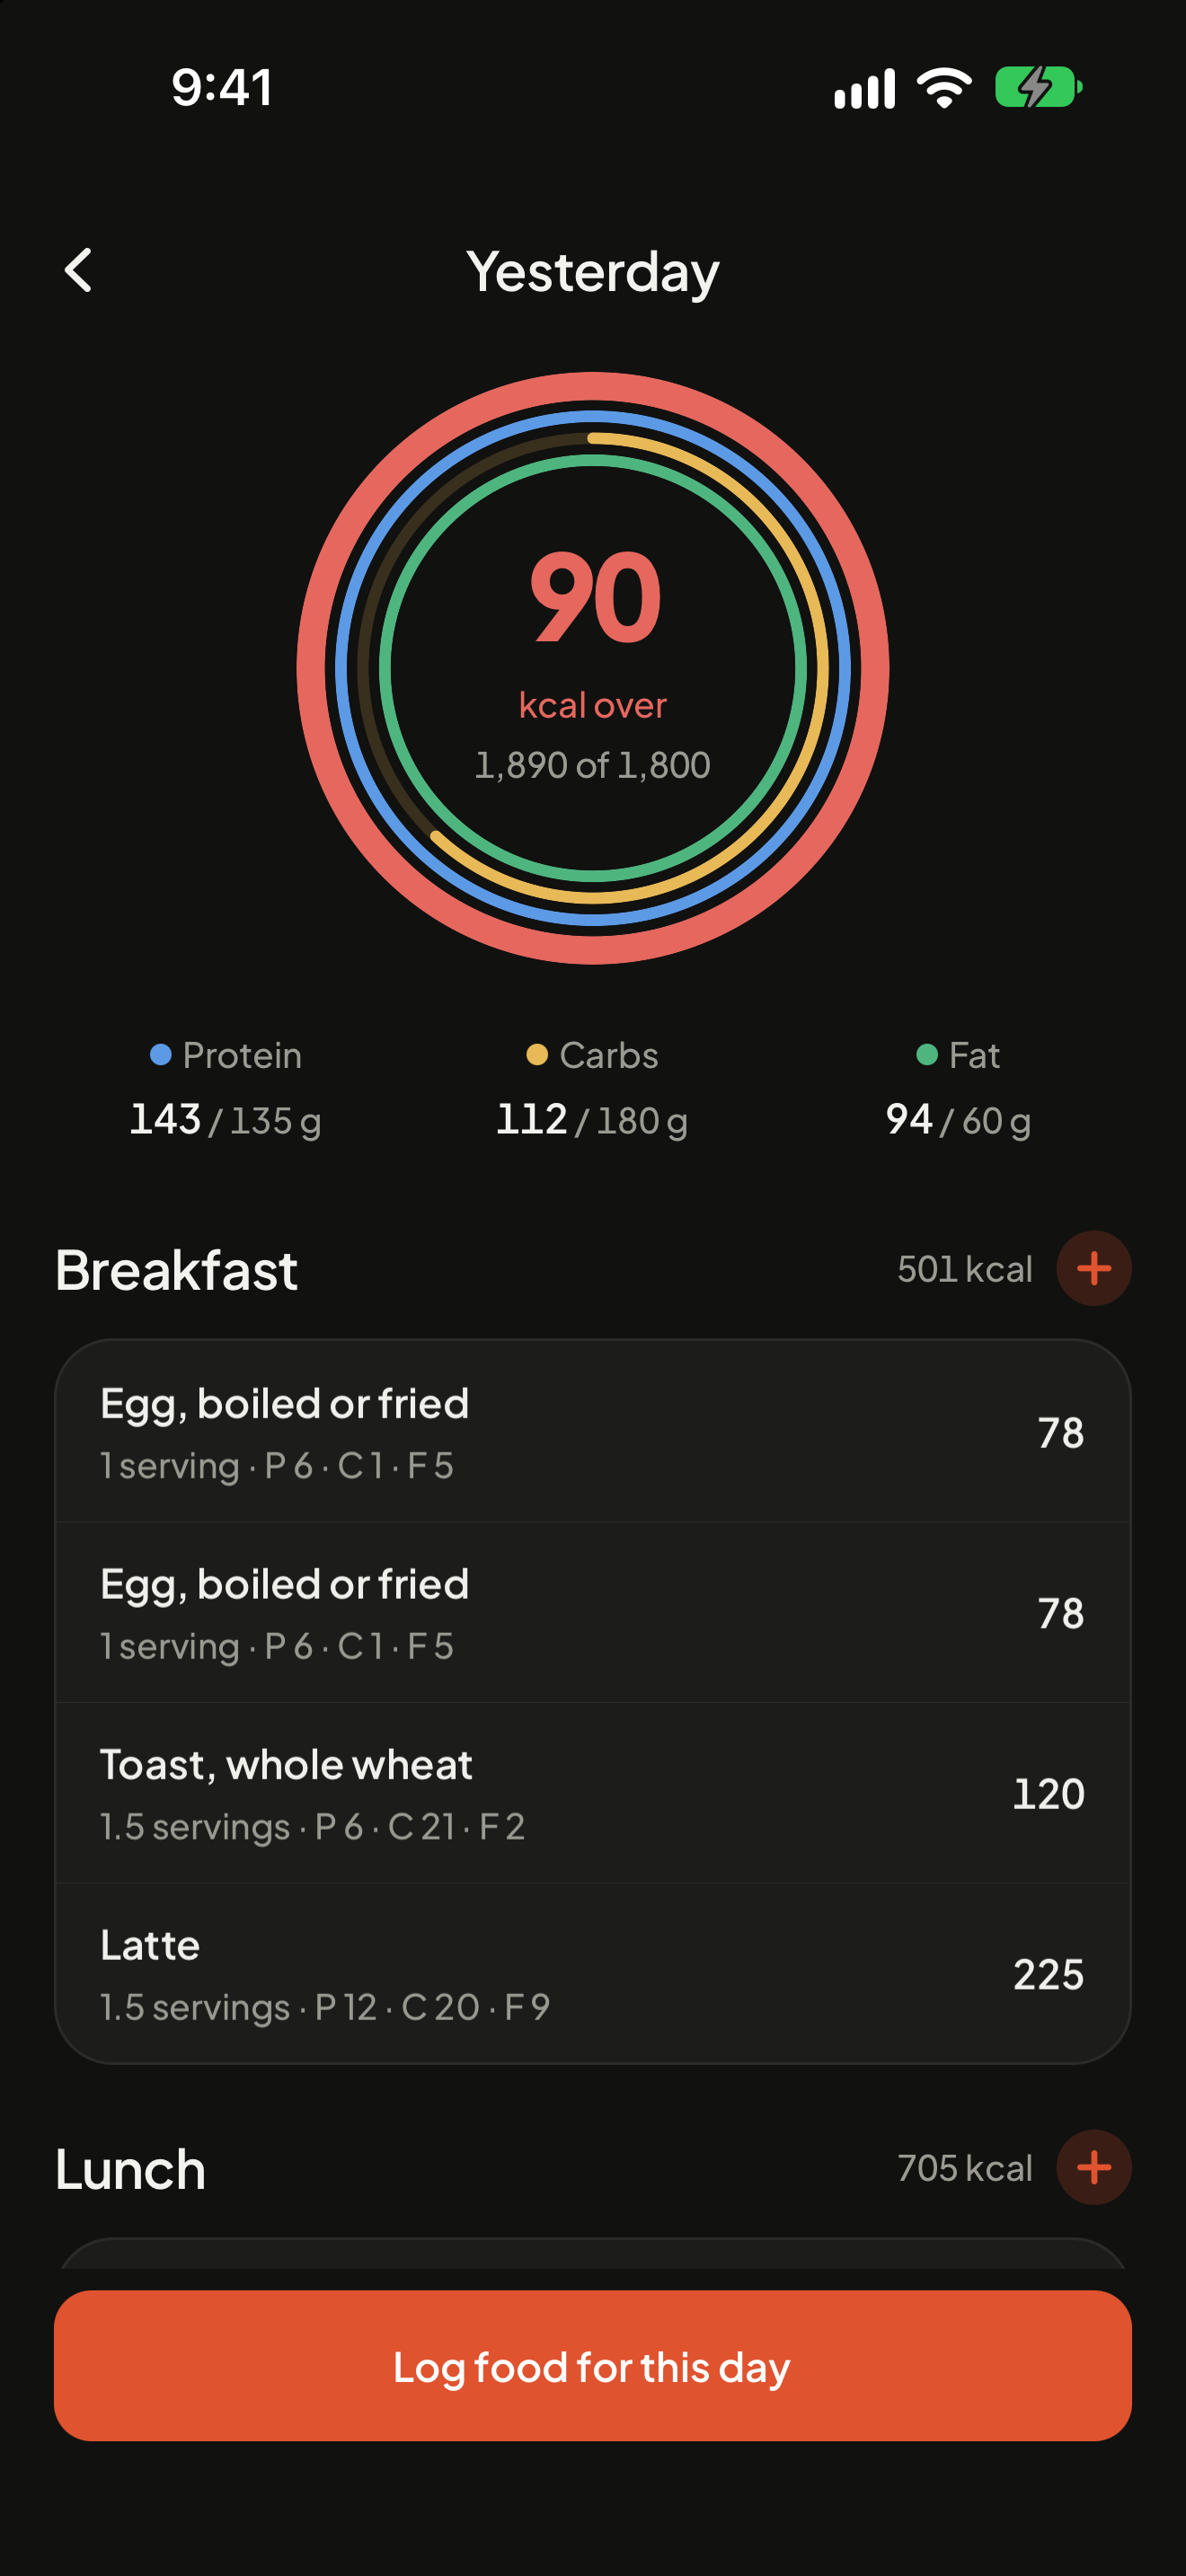 9:41
Yesterday
90
kcal over
1,890 of 1,800
Protein
143 / 135 g
Carbs
112 / 180 g
Fat
94 / 60 g
Breakfast
501 kcal
Egg, boiled or fried
1 serving · P 6 · C 1 · F 5
78
Egg, boiled or fried
1 serving · P 6 · C 1 · F 5
78
Toast, whole wheat
1.5 servings · P 6 · C 21 · F 2
120
Latte
1.5 servings · P 12 · C 20 · F 9
225
Lunch
705 kcal
Log food for this day